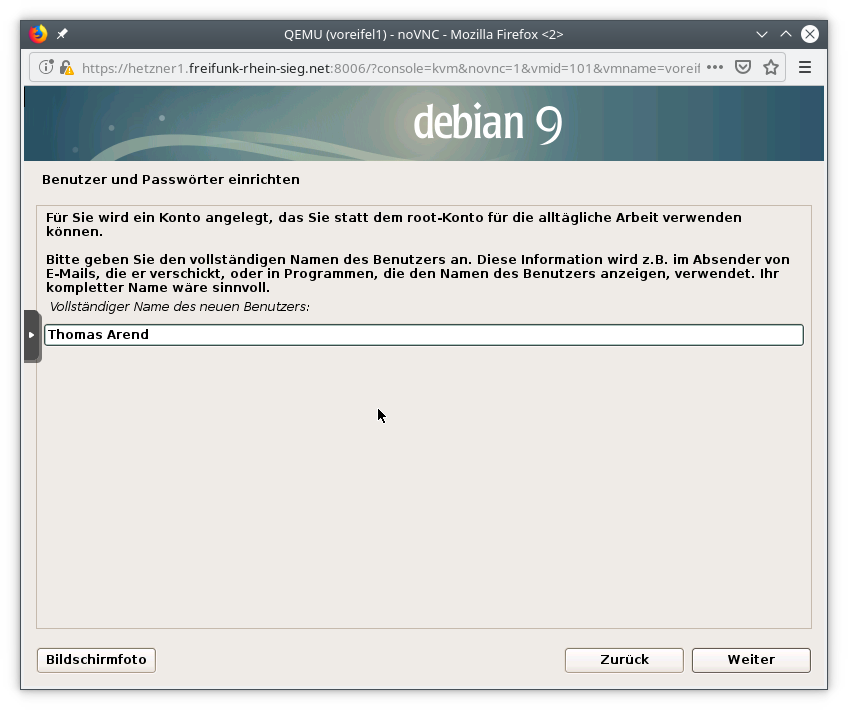 QEMU (voreifel1) - noVNC - Mozilla Firefox <2>
https://hetzner1.freifunk-rhein-sieg.net:8006/?console=kvm&novnc=1&vmid=101&vmname=voreif
debian 9
Benutzer und Passwörter einrichten
Für Sie wird ein Konto angelegt, das Sie statt dem root-Konto für die alltägliche Arbeit verwenden
können.
Bitte geben Sie den vollständigen Namen des Benutzers an. Diese Information wird z.B. im Absender von
E-Mails, die er verschickt, oder in Programmen, die den Namen des Benutzers anzeigen, verwendet. Ihr
kompletter Name wäre sinnvoll.
Vollständiger Name des neuen Benutzers:
Thomas Arend
Bildschirmfoto
Zurück
Weiter